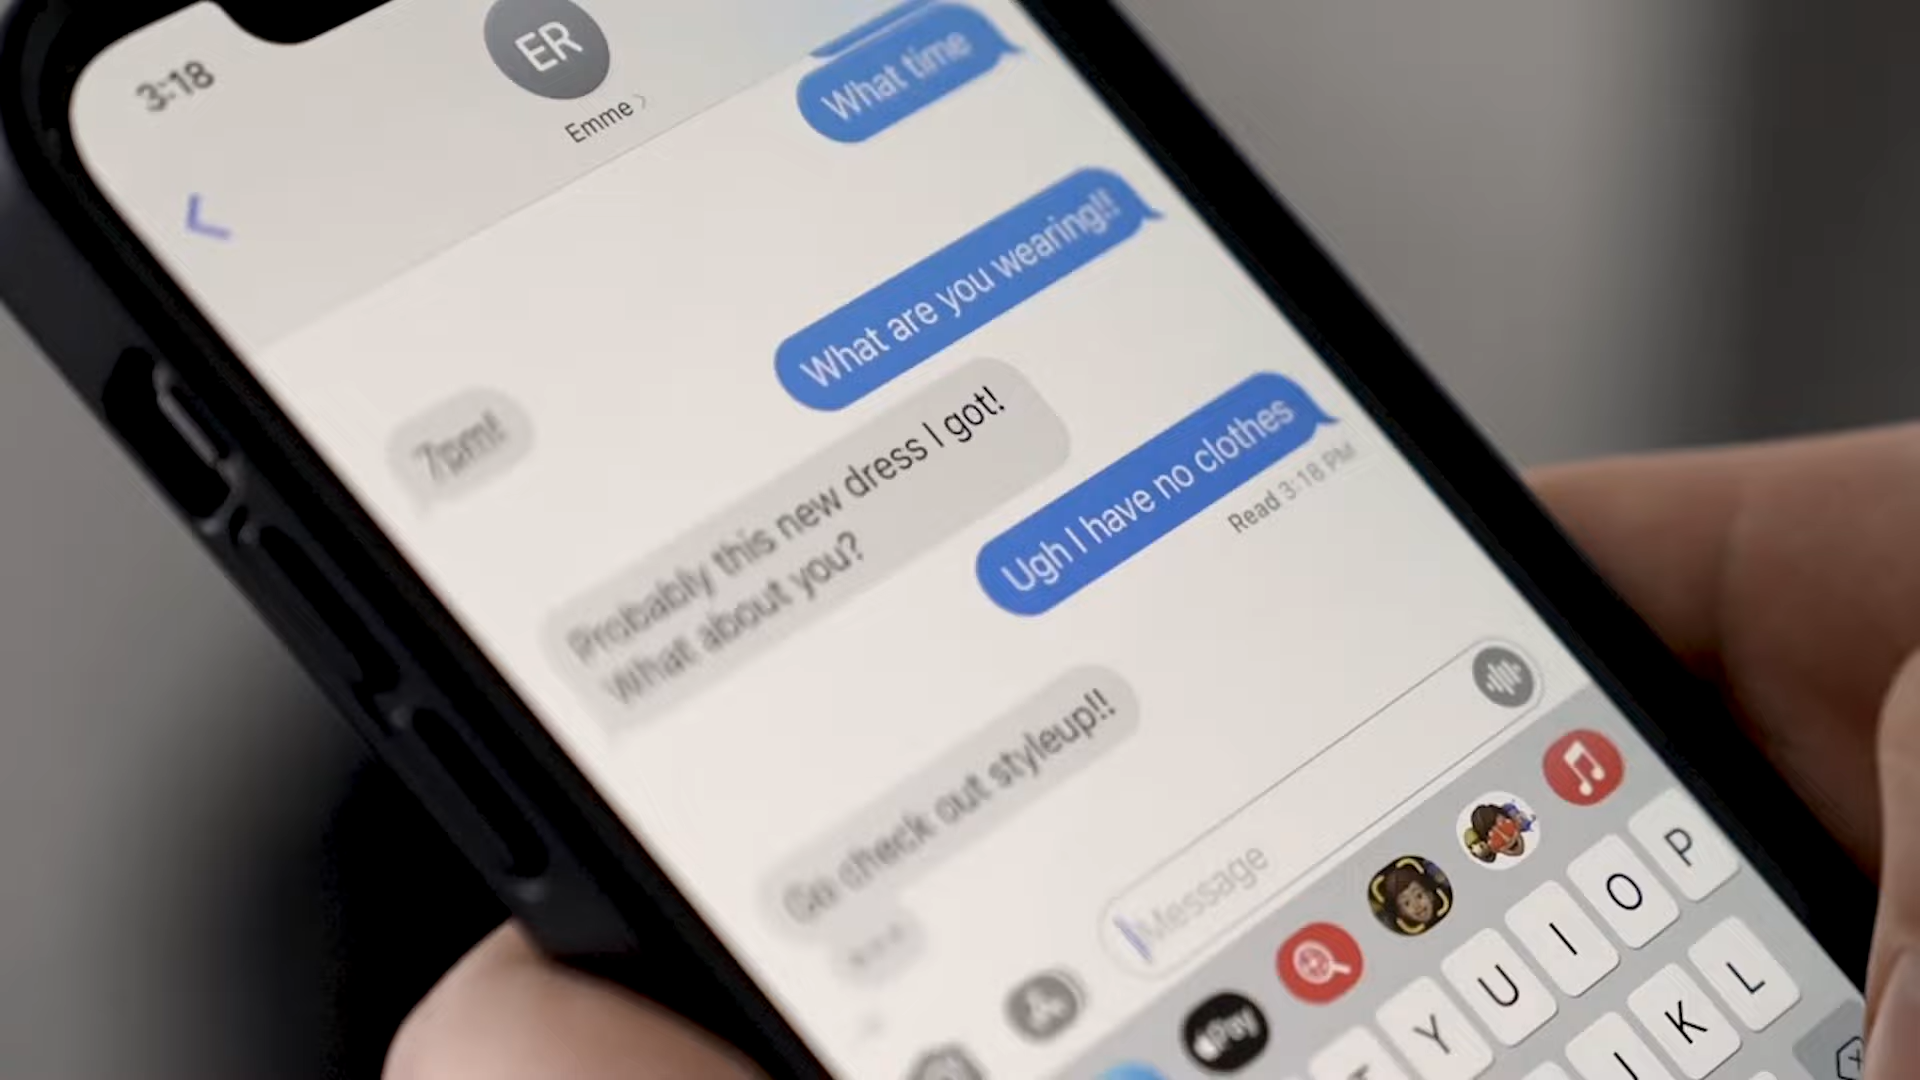 3:18
ER
Emme
What time
7pm!
What are you wearing!!
Probably this new dress I got!
What about you?
Ugh I have no clothes
Read 3:18 PM
Go check out styleup!!
Message
Pay
Y U I O P
K L